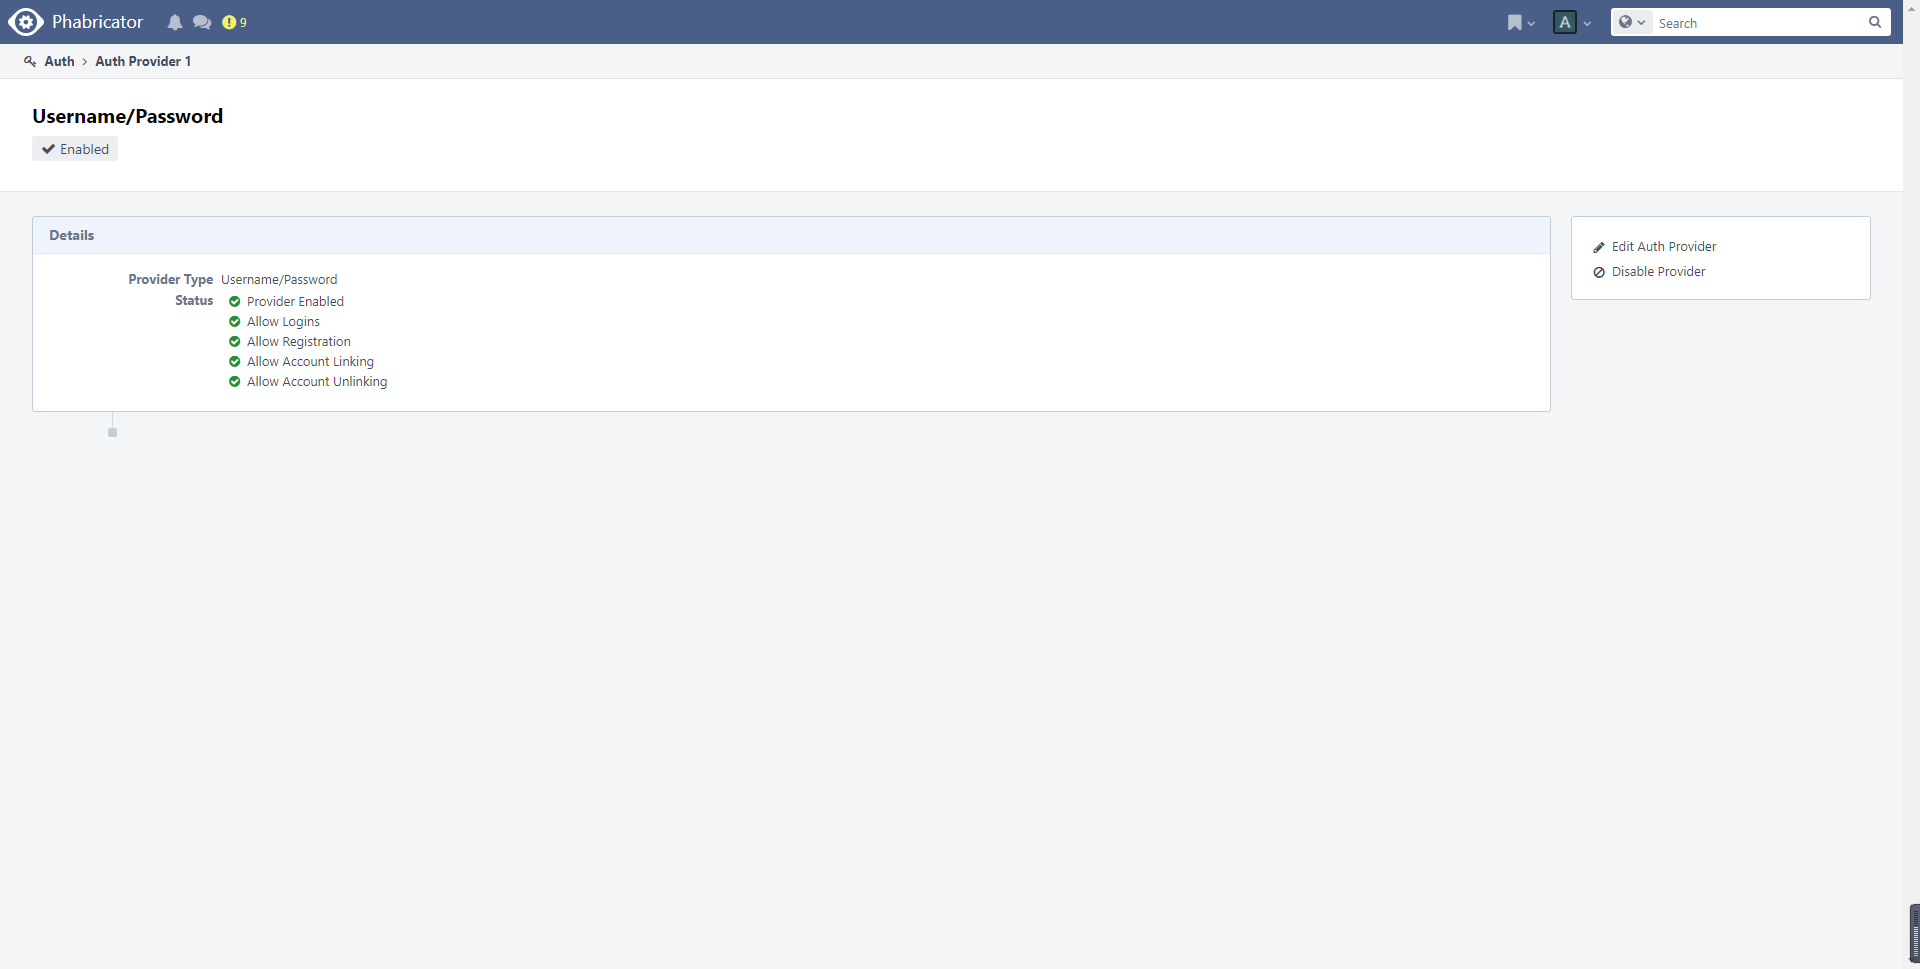 Phabricator 9 A Search
Auth > Auth Provider 1
Username/Password
Enabled
Details
Provider Type Username/Password
Status Provider Enabled
Allow Logins
Allow Registration
Allow Account Linking
Allow Account Unlinking
Edit Auth Provider
Disable Provider